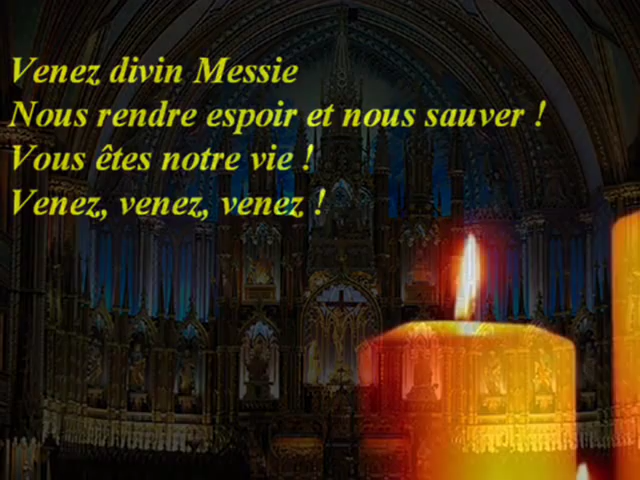 Venez divin Messie
Nous rendre espoir et nous sauver !
Vous êtes notre vie !
Venez, venez, venez !